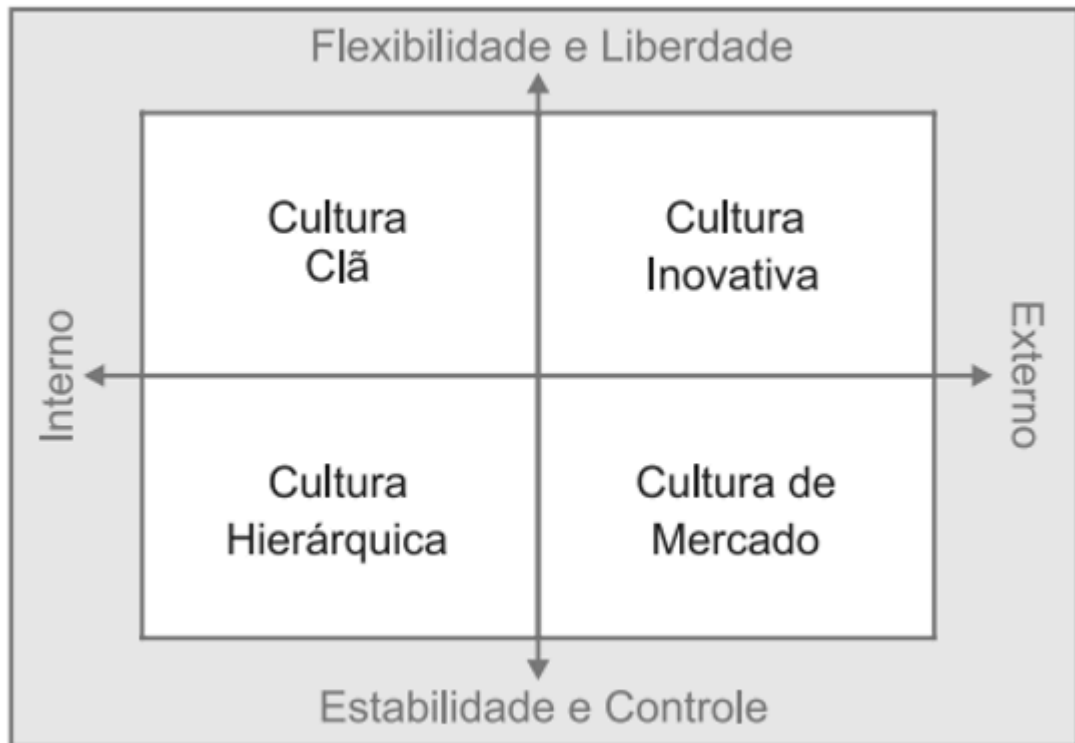 Flexibilidade e Liberdade
Cultura
Clã
Cultura
Inovativa
Interno
Externo
Cultura
Hierárquica
Cultura de
Mercado
Estabilidade e Controle